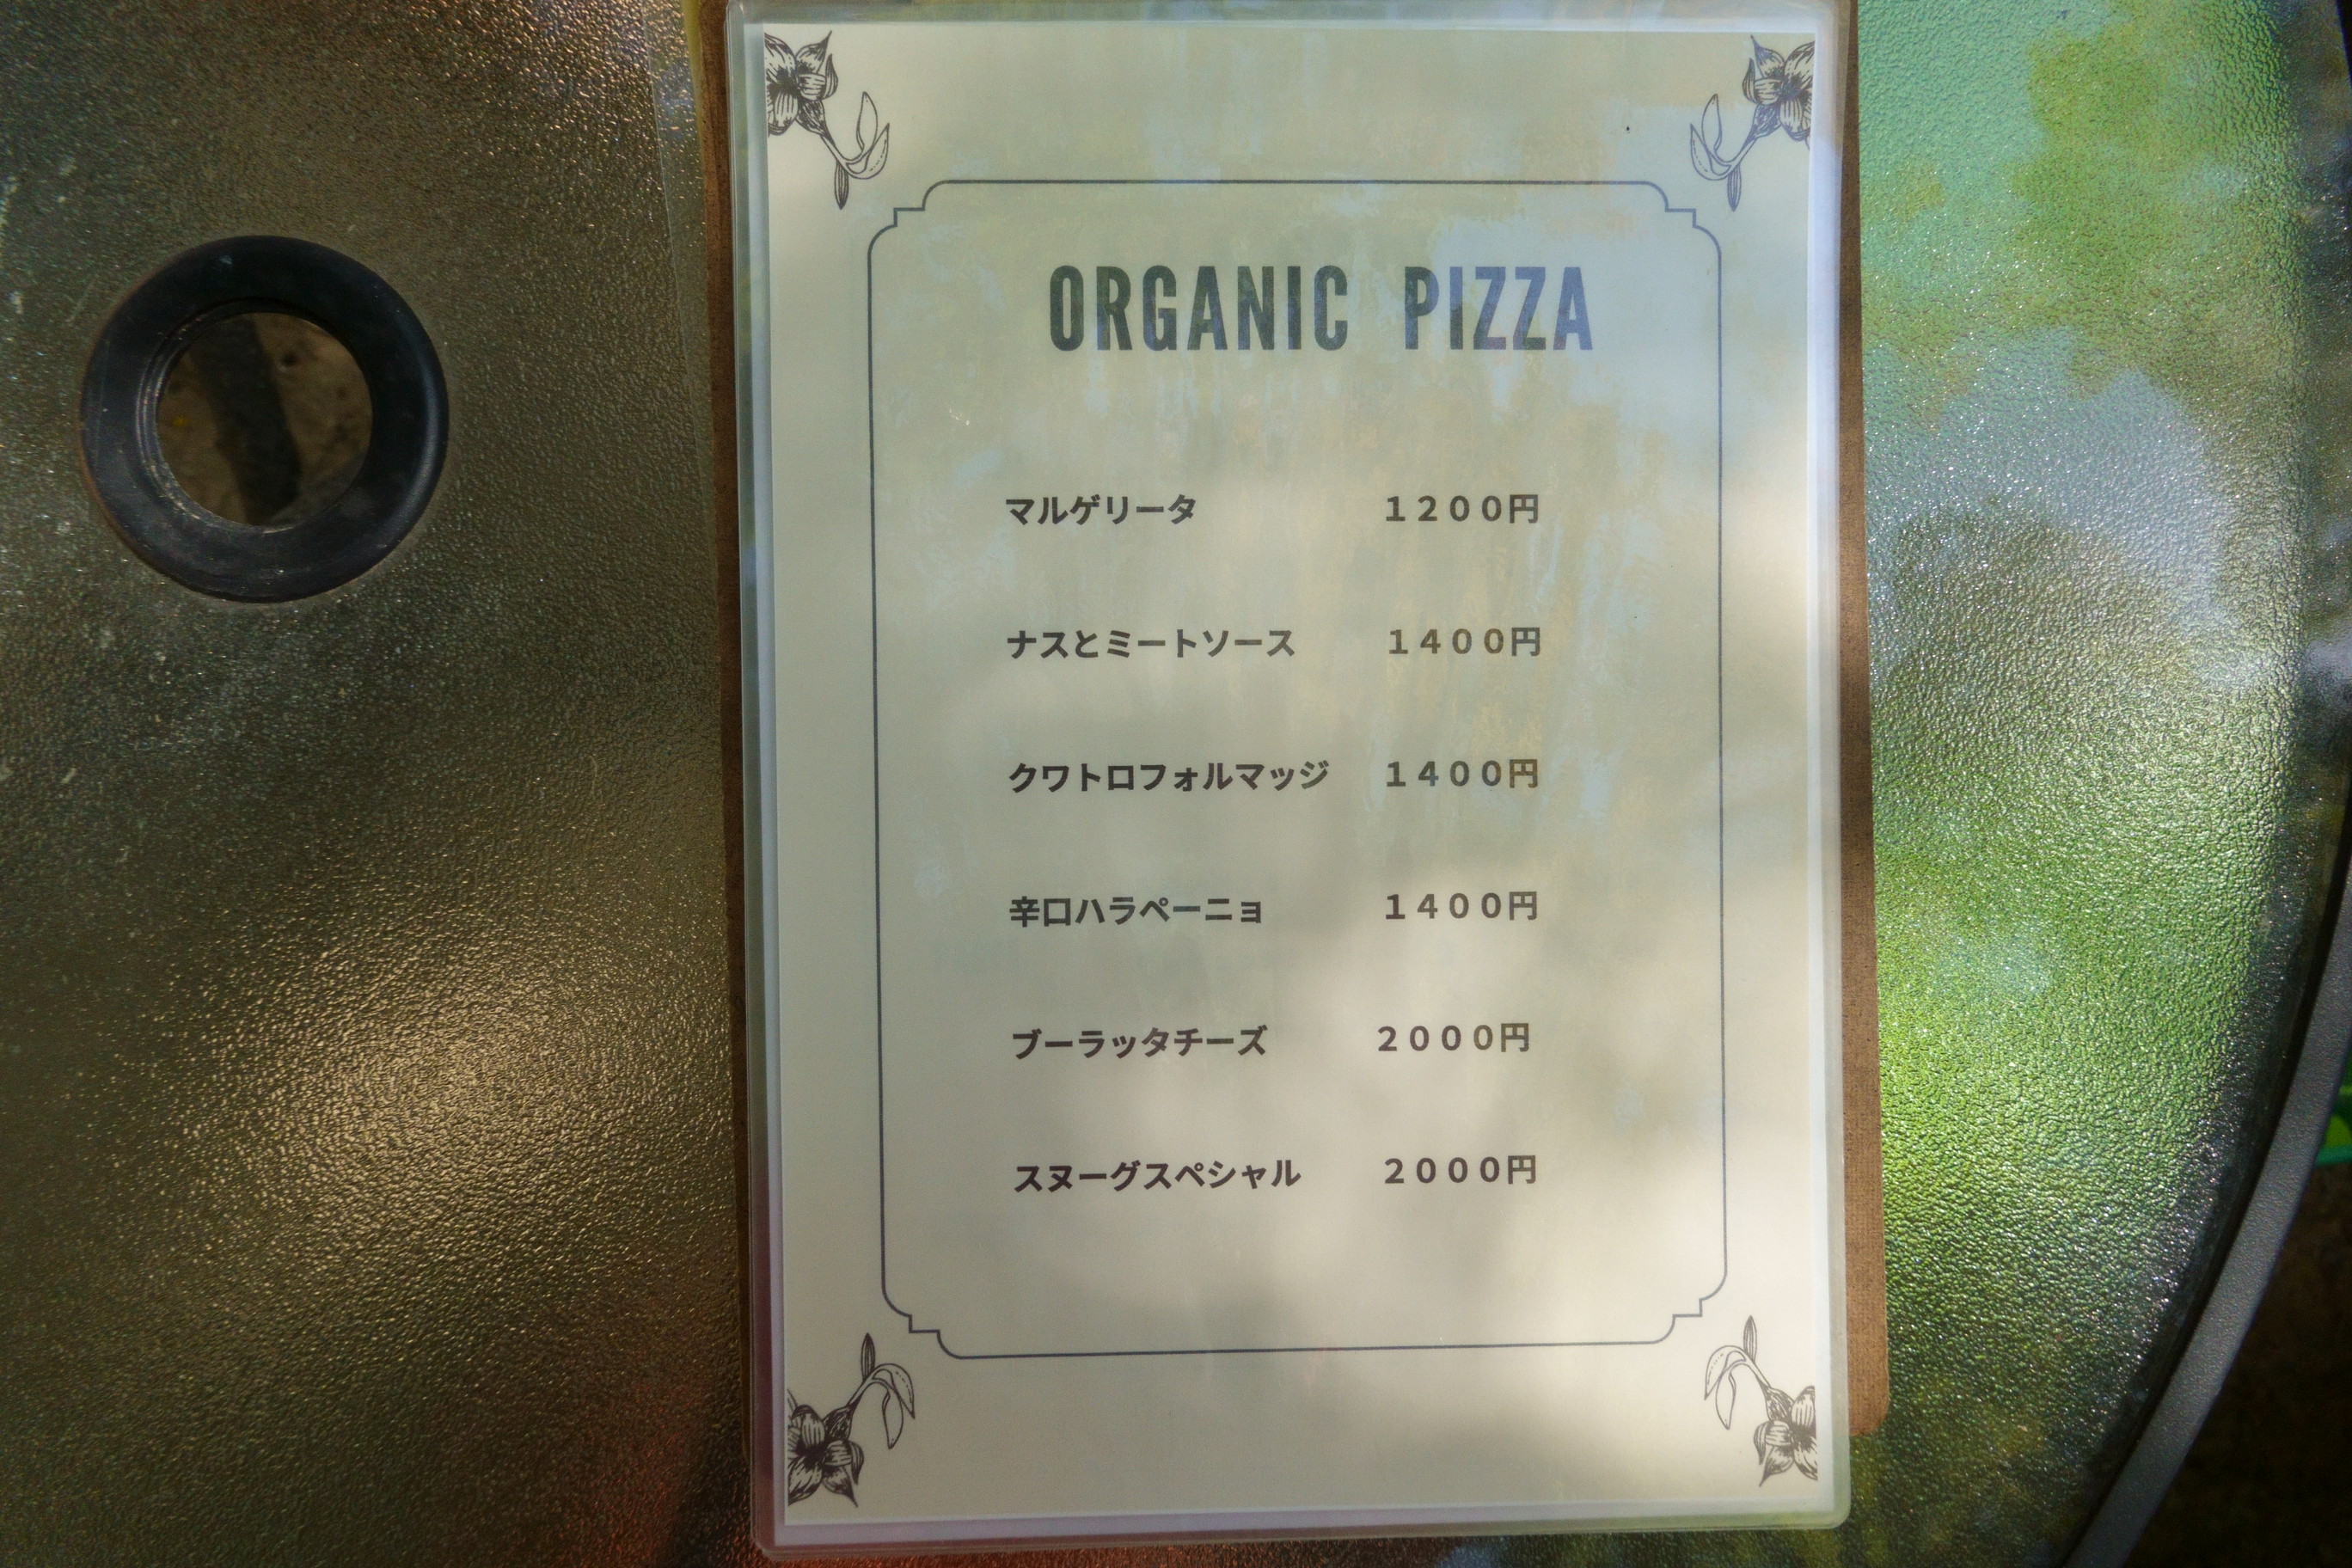 ORGANIC PIZZA
マルゲリータ 1200円
ナスとミートソース 1400円
クワトロフォルマッジ 1400円
辛口ハラペーニョ 1400円
ブーラッタチーズ 2000円
スヌーグスペシャル 2000円